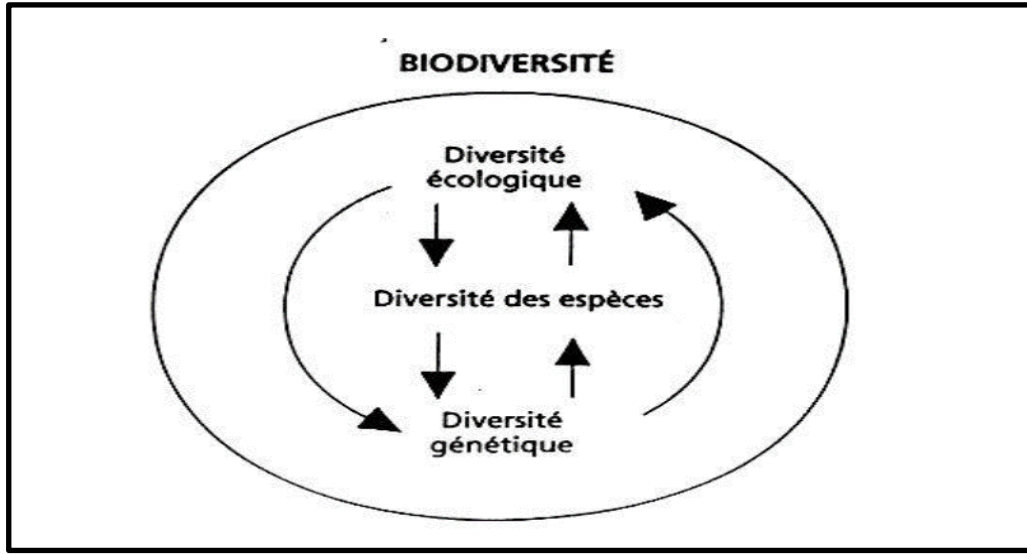 BIODIVERSITÉ
Diversité
écologique
Diversité des espèces
Diversité
génétique